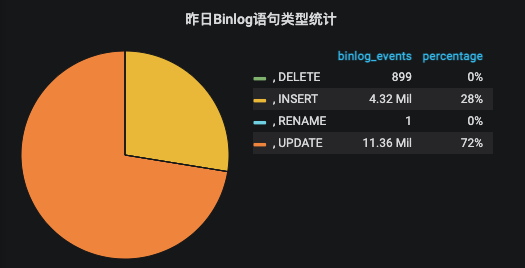 昨日Binlog语句类型统计
binlog_events percentage
, DELETE 899 0%
, INSERT 4.32 Mil 28%
, RENAME 1 0%
, UPDATE 11.36 Mil 72%